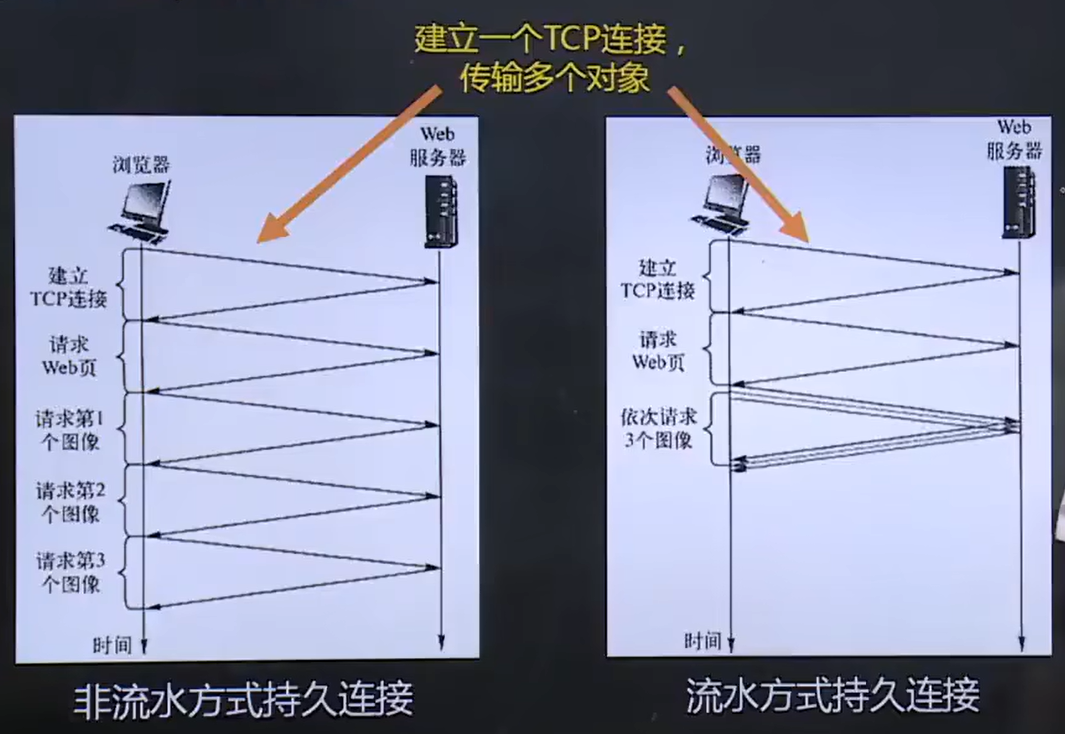 建立一个TCP连接，
传输多个对象
浏览器
Web
服务器
建立
TCP连接
请求
Web页
请求第1
个图像
请求第2
个图像
请求第3
个图像
时间
非流水方式持久连接
浏览器
Web
服务器
建立
TCP连接
请求
Web页
依次请求
3个图像
时间
流水方式持久连接